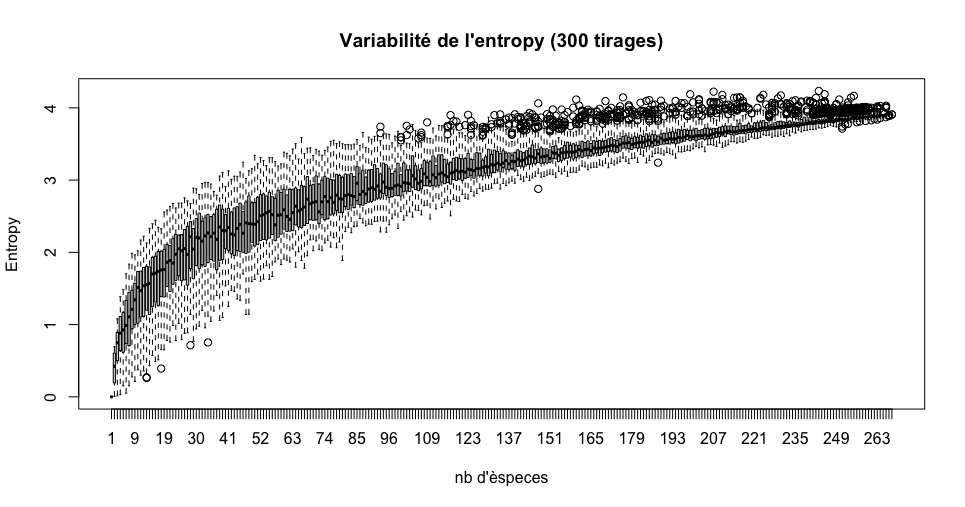 Variabilité de l'entropy (300 tirages)
Entropy
4
3
2
1
0
1 9 19 30 41 52 63 74 85 96 109 123 137 151 165 179 193 207 221 235 249 263
nb d'èspeces